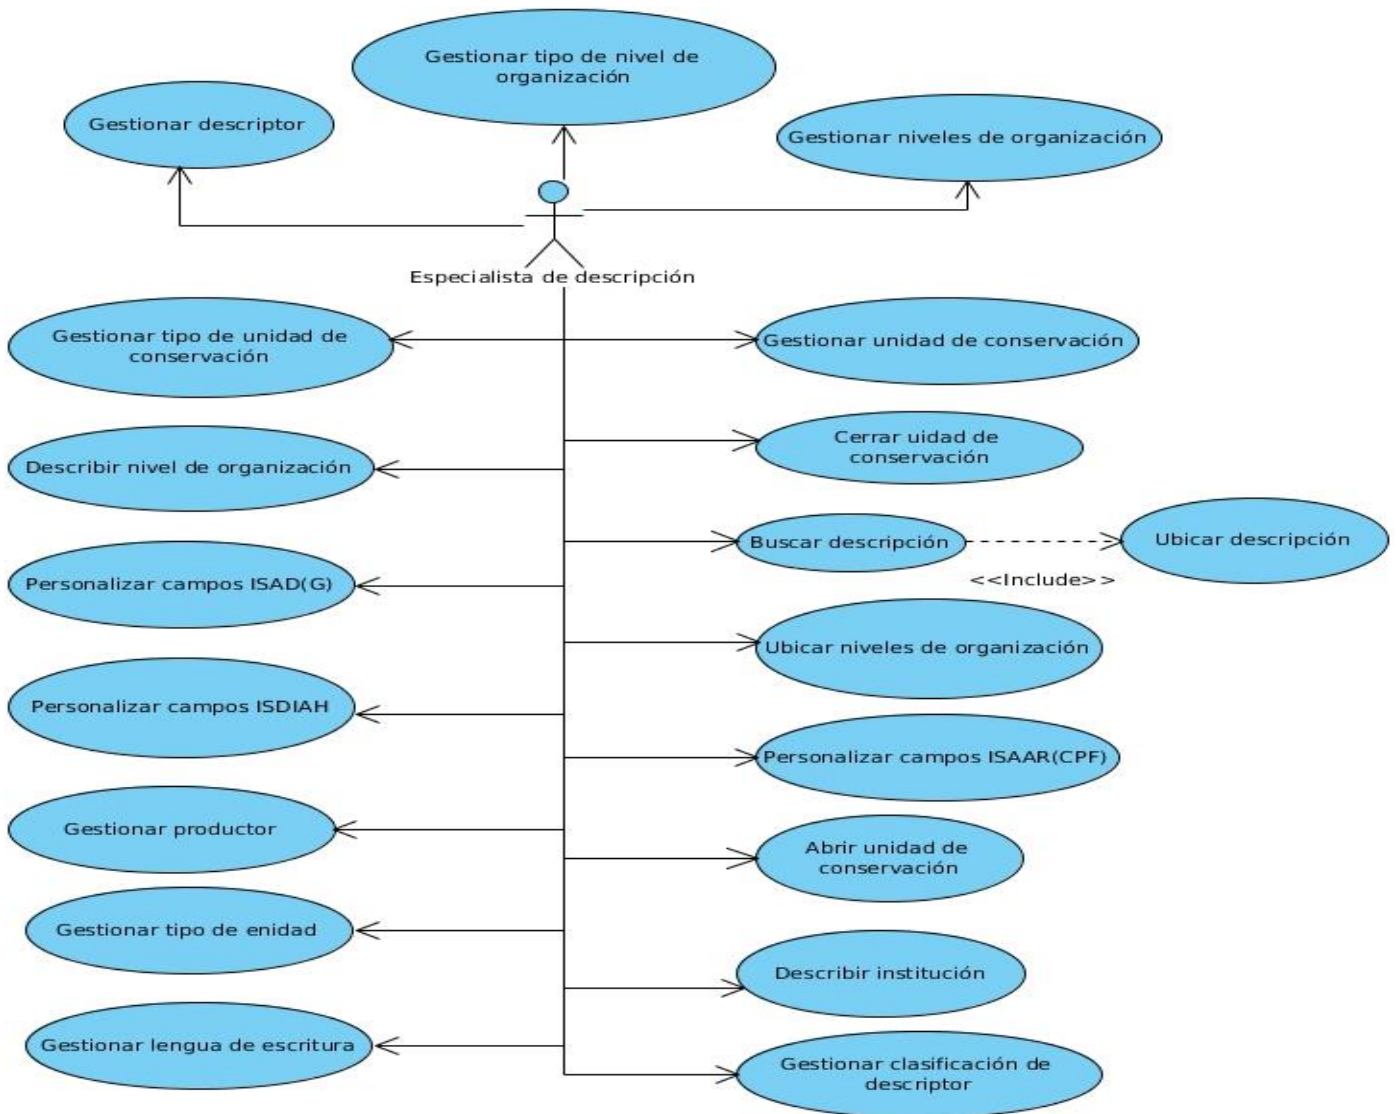 Gestionar tipo de nivel de
organización
Gestionar descriptor
Gestionar niveles de organización
Especialista de descripción
Gestionar tipo de unidad de
conservación
Gestionar unidad de conservación
Describir nivel de organización
Cerrar uidad de
conservación
Buscar descripción
Ubicar descripción
<<Include>>
Personalizar campos ISAD(G)
Ubicar niveles de organización
Personalizar campos ISDIAH
Personalizar campos ISAAR(CPF)
Gestionar productor
Abrir unidad de
conservación
Gestionar tipo de enidad
Describir institución
Gestionar lengua de escritura
Gestionar clasificación de
descriptor